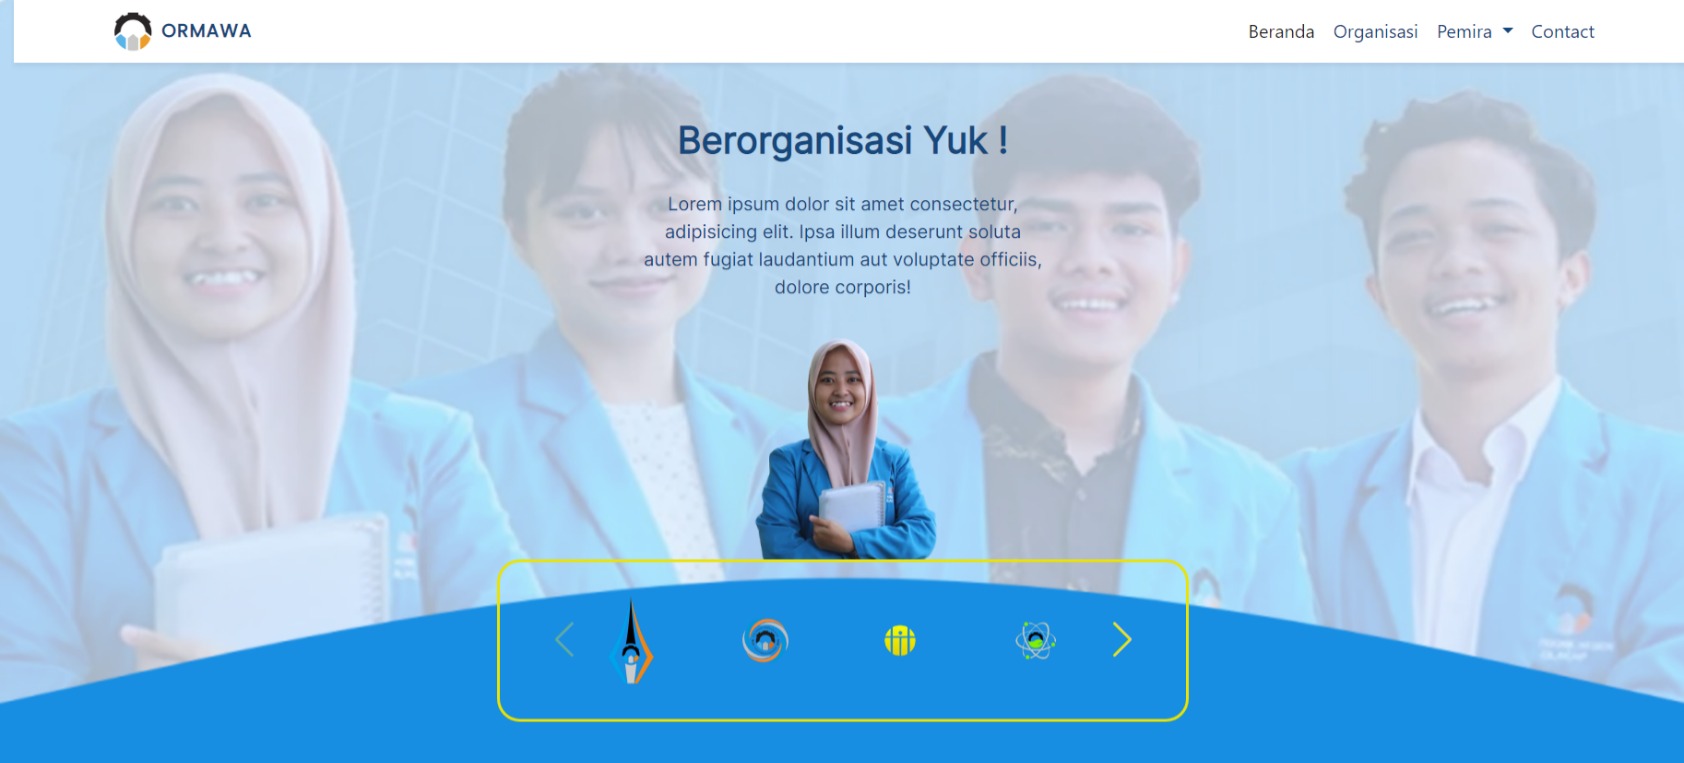 ORMAWA
Beranda Organisasi Pemira Contact
Berorganisasi Yuk !
Lorem ipsum dolor sit amet consectetur,
adipisicing elit. Ipsa illum deserunt soluta
autem fugiat laudantium aut voluptate officiis,
dolore corporis!